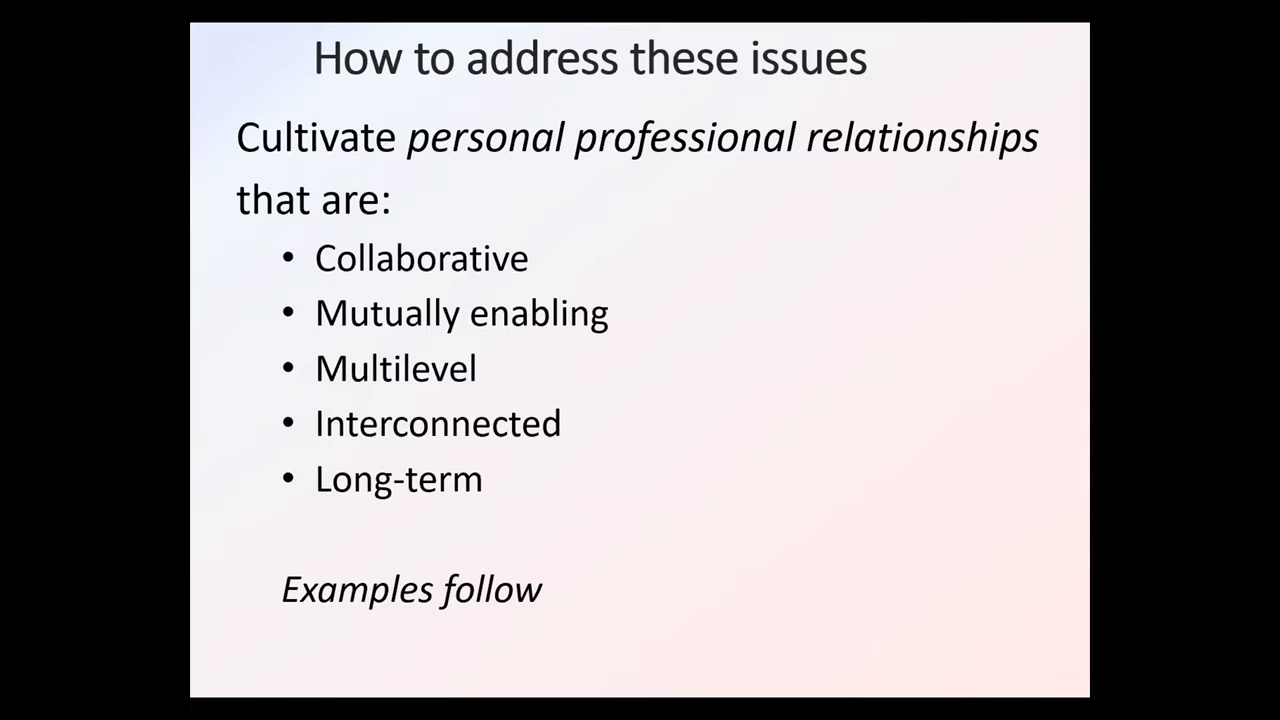 How to address these issues
Cultivate personal professional relationships
that are:
• Collaborative
• Mutually enabling
• Multilevel
• Interconnected
• Long-term
Examples follow